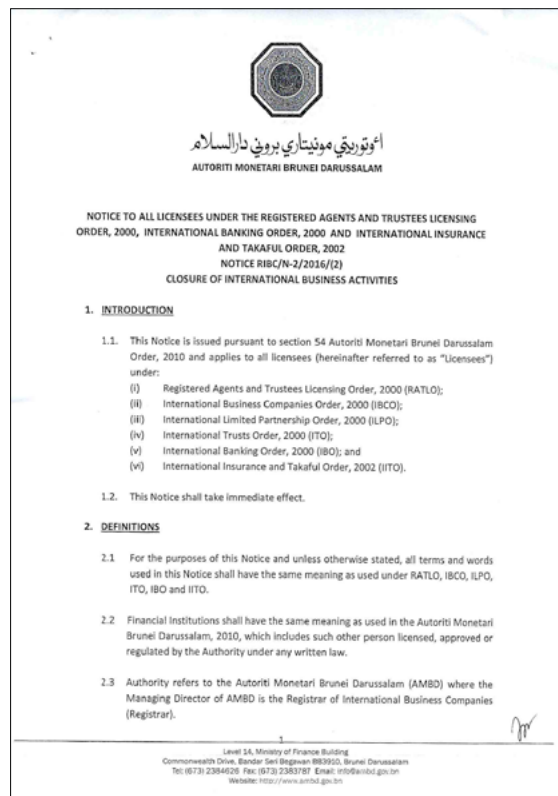 اءوتوريتي مونيتاري بروني دارالسلام
AUTORITI MONETARI BRUNEI DARUSSALAM
NOTICE TO ALL LICENSEES UNDER THE REGISTERED AGENTS AND TRUSTEES LICENSING
ORDER, 2000, INTERNATIONAL BANKING ORDER, 2000 AND INTERNATIONAL INSURANCE
AND TAKAFUL ORDER, 2002
NOTICE RIBC/N-2/2016/(2)
CLOSURE OF INTERNATIONAL BUSINESS ACTIVITIES
1. INTRODUCTION
1.1. This Notice is issued pursuant to section 54 Autoriti Monetari Brunei Darussalam
Order, 2010 and applies to all licensees (hereinafter referred to as "Licensees")
under:
(i) Registered Agents and Trustees Licensing Order, 2000 (RATLO);
(ii) International Business Companies Order, 2000 (IBCO);
(iii) International Limited Partnership Order, 2000 (ILPO);
(iv) International Trusts Order, 2000 (ITO);
(v) International Banking Order, 2000 (IBO); and
(vi) International Insurance and Takaful Order, 2002 (IITO).
1.2. This Notice shall take immediate effect.
2. DEFINITIONS
2.1 For the purposes of this Notice and unless otherwise stated, all terms and words
used in this Notice shall have the same meaning as used under RATLO, IBCO, ILPO,
ITO, IBO and IITO.
2.2 Financial Institutions shall have the same meaning as used in the Autoriti Monetari
Brunei Darussalam, 2010, which includes such other person licensed, approved or
regulated by the Authority under any written law.
2.3 Authority refers to the Autoriti Monetari Brunei Darussalam (AMBD) where the
Managing Director of AMBD is the Registrar of International Business Companies
(Registrar).
1
Level 14, Ministry of Finance Building
Commonwealth Drive, Bandar Seri Begawan BB3910, Brunei Darussalam
Tel: (673) 2384626 Fax: (673) 2383787 Email: info@ambd.gov.bn
Website: http://www.ambd.gov.bn